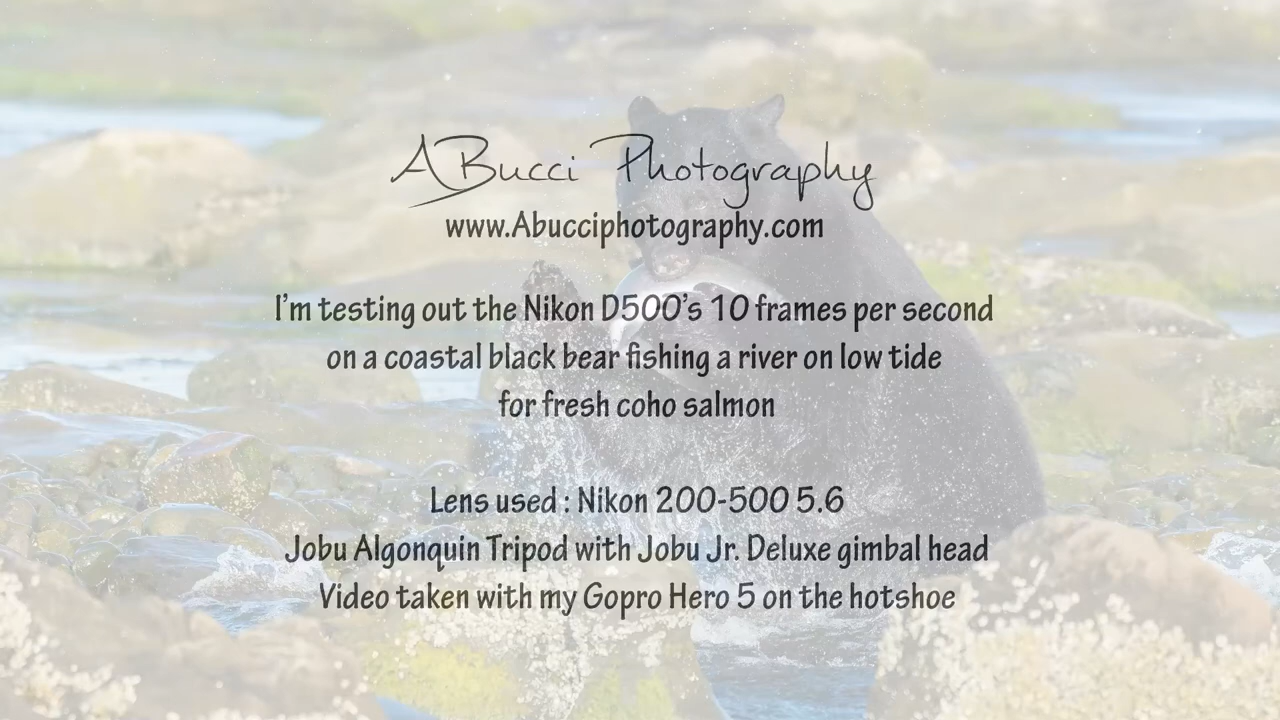 ABucci Photography
www.Abucciphotography.com
I'm testing out the Nikon D500's 10 frames per second
on a coastal black bear fishing a river on low tide
for fresh coho salmon
Lens used : Nikon 200-500 5.6
Jobu Algonquin Tripod with Jobu Jr. Deluxe gimbal head
Video taken with my Gopro Hero 5 on the hotshoe